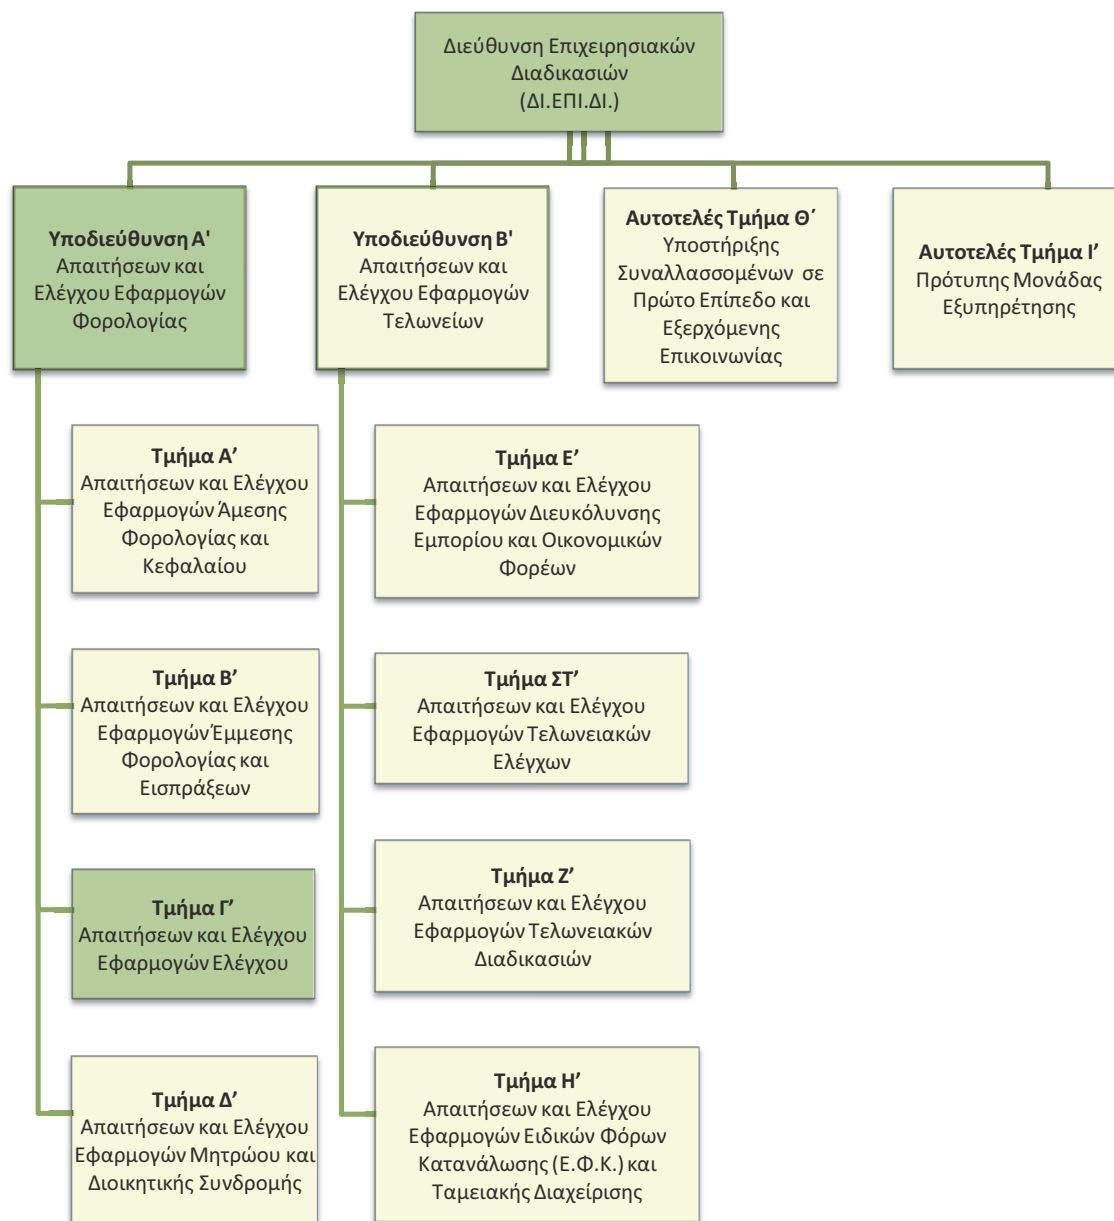 Διεύθυνση Επιχειρησιακών
Διαδικασιών
(ΔΙ.ΕΠΙ.ΔΙ.)
Υποδιεύθυνση Α'
Απαιτήσεων και
Ελέγχου Εφαρμογών
Φορολογίας
Υποδιεύθυνση Β'
Απαιτήσεων και
Ελέγχου Εφαρμογών
Τελωνείων
Αυτοτελές Τμήμα Θ΄
Υποστήριξης
Συναλλασσομένων σε
Πρώτο Επίπεδο και
Εξερχόμενης
Επικοινωνίας
Αυτοτελές Τμήμα Ι’
Πρότυπης Μονάδας
Εξυπηρέτησης
Τμήμα Α’
Απαιτήσεων και Ελέγχου
Εφαρμογών Άμεσης
Φορολογίας και
Κεφαλαίου
Τμήμα Β’
Απαιτήσεων και Ελέγχου
Εφαρμογών Έμμεσης
Φορολογίας και
Εισπράξεων
Τμήμα Γ’
Απαιτήσεων και Ελέγχου
Εφαρμογών Ελέγχου
Τμήμα Δ’
Απαιτήσεων και Ελέγχου
Εφαρμογών Μητρώου και
Διοικητικής Συνδρομής
Τμήμα Ε’
Απαιτήσεων και Ελέγχου
Εφαρμογών Διευκόλυνσης
Εμπορίου και Οικονομικών
Φορέων
Τμήμα ΣΤ’
Απαιτήσεων και Ελέγχου
Εφαρμογών Τελωνειακών
Ελέγχων
Τμήμα Ζ’
Απαιτήσεων και Ελέγχου
Εφαρμογών Τελωνειακών
Διαδικασιών
Τμήμα Η’
Απαιτήσεων και Ελέγχου
Εφαρμογών Ειδικών Φόρων
Κατανάλωσης (Ε.Φ.Κ.) και
Ταμειακής Διαχείρισης